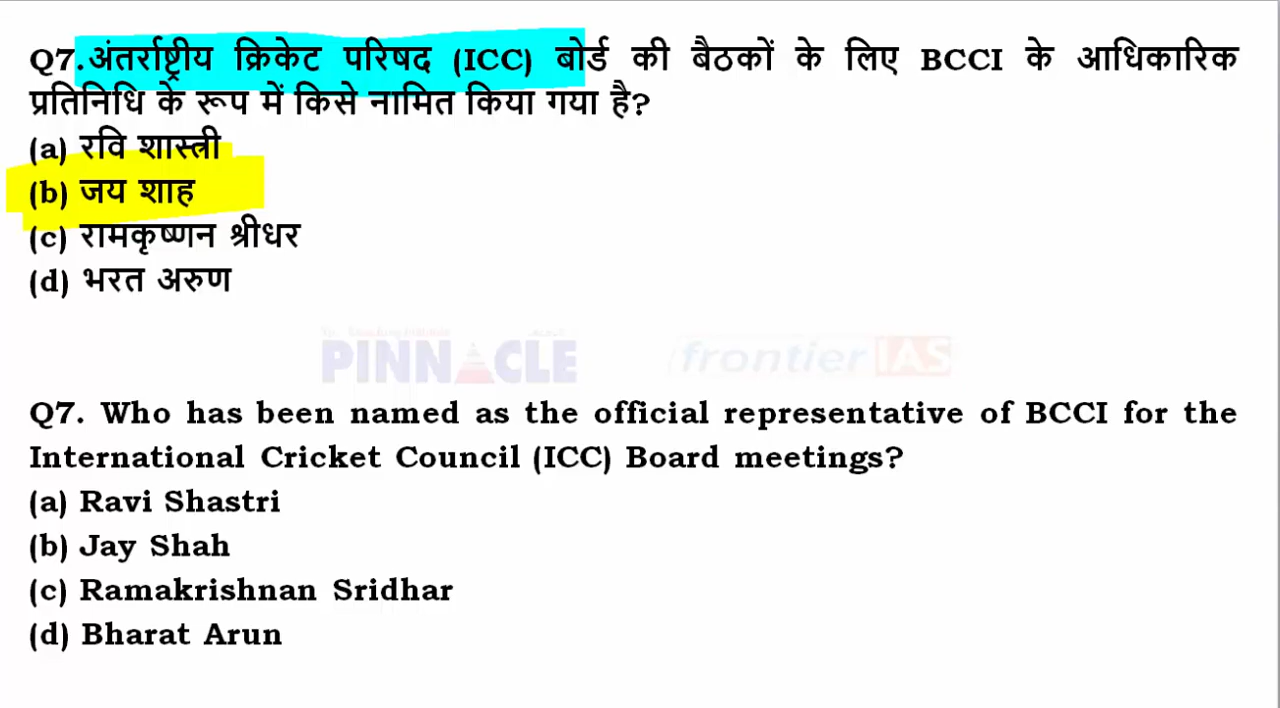 Q7.अंतर्राष्ट्रीय क्रिकेट परिषद (ICC) बोर्ड की बैठकों के लिए BCCI के आधिकारिक
प्रतिनिधि के रूप में किसे नामित किया गया है?
(a) रवि शास्त्री
(b) जय शाह
(c) रामकृष्णन श्रीधर
(d) भरत अरुण
PINNACLE frontier IAS
Q7. Who has been named as the official representative of BCCI for the
International Cricket Council (ICC) Board meetings?
(a) Ravi Shastri
(b) Jay Shah
(c) Ramakrishnan Sridhar
(d) Bharat Arun